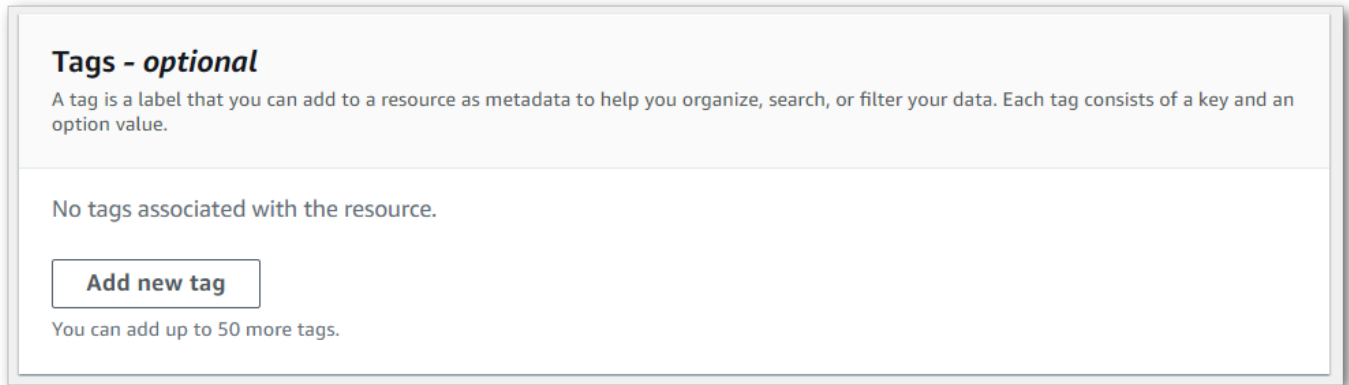 Tags - optional
A tag is a label that you can add to a resource as metadata to help you organize, search, or filter your data. Each tag consists of a key and an
option value.
No tags associated with the resource.
Add new tag
You can add up to 50 more tags.